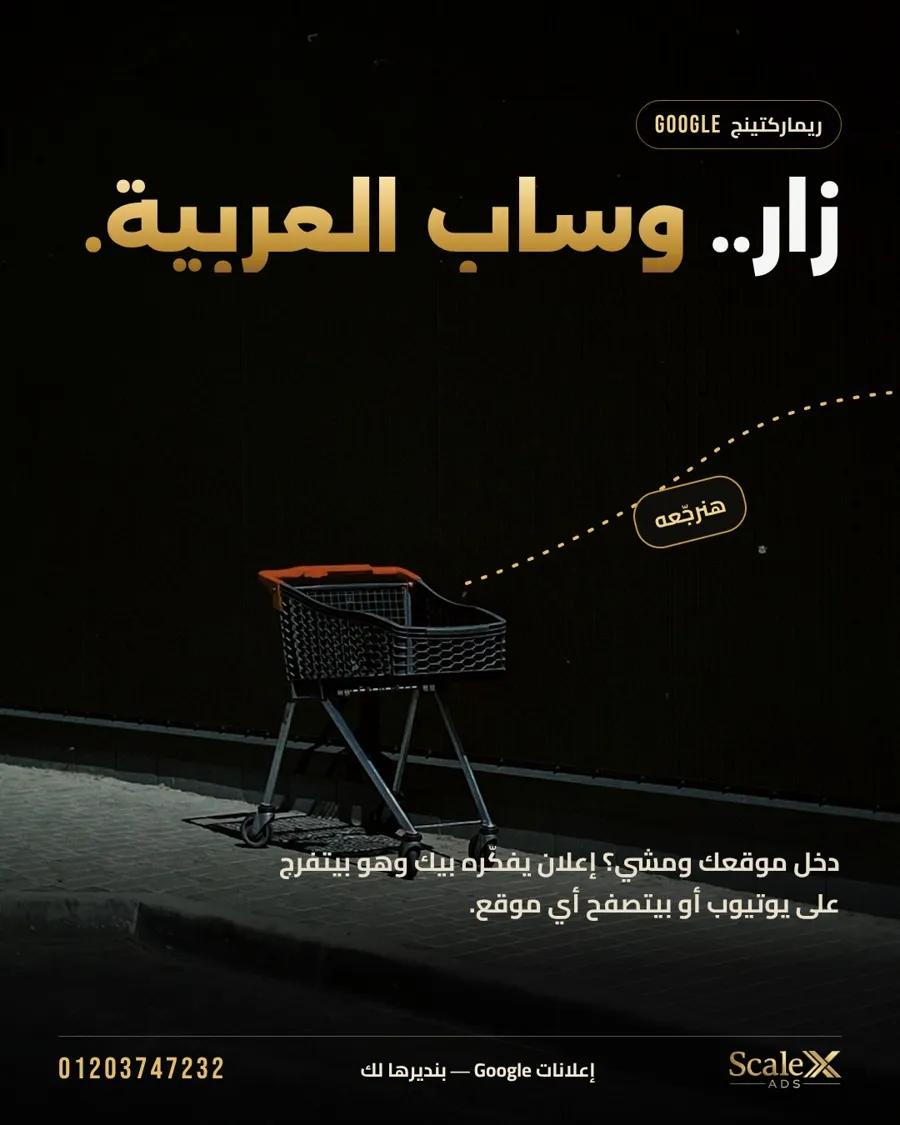 ريماركتينج GOOGLE
زار.. وساب العربية.
هنرجّعه
دخل موقعك ومشي؟ إعلان يفكّره بيك وهو بيتفرج
على يوتيوب أو بيتصفح أي موقع.
ScaleX
ADS
إعلانات Google — بنديرها لك
01203747232